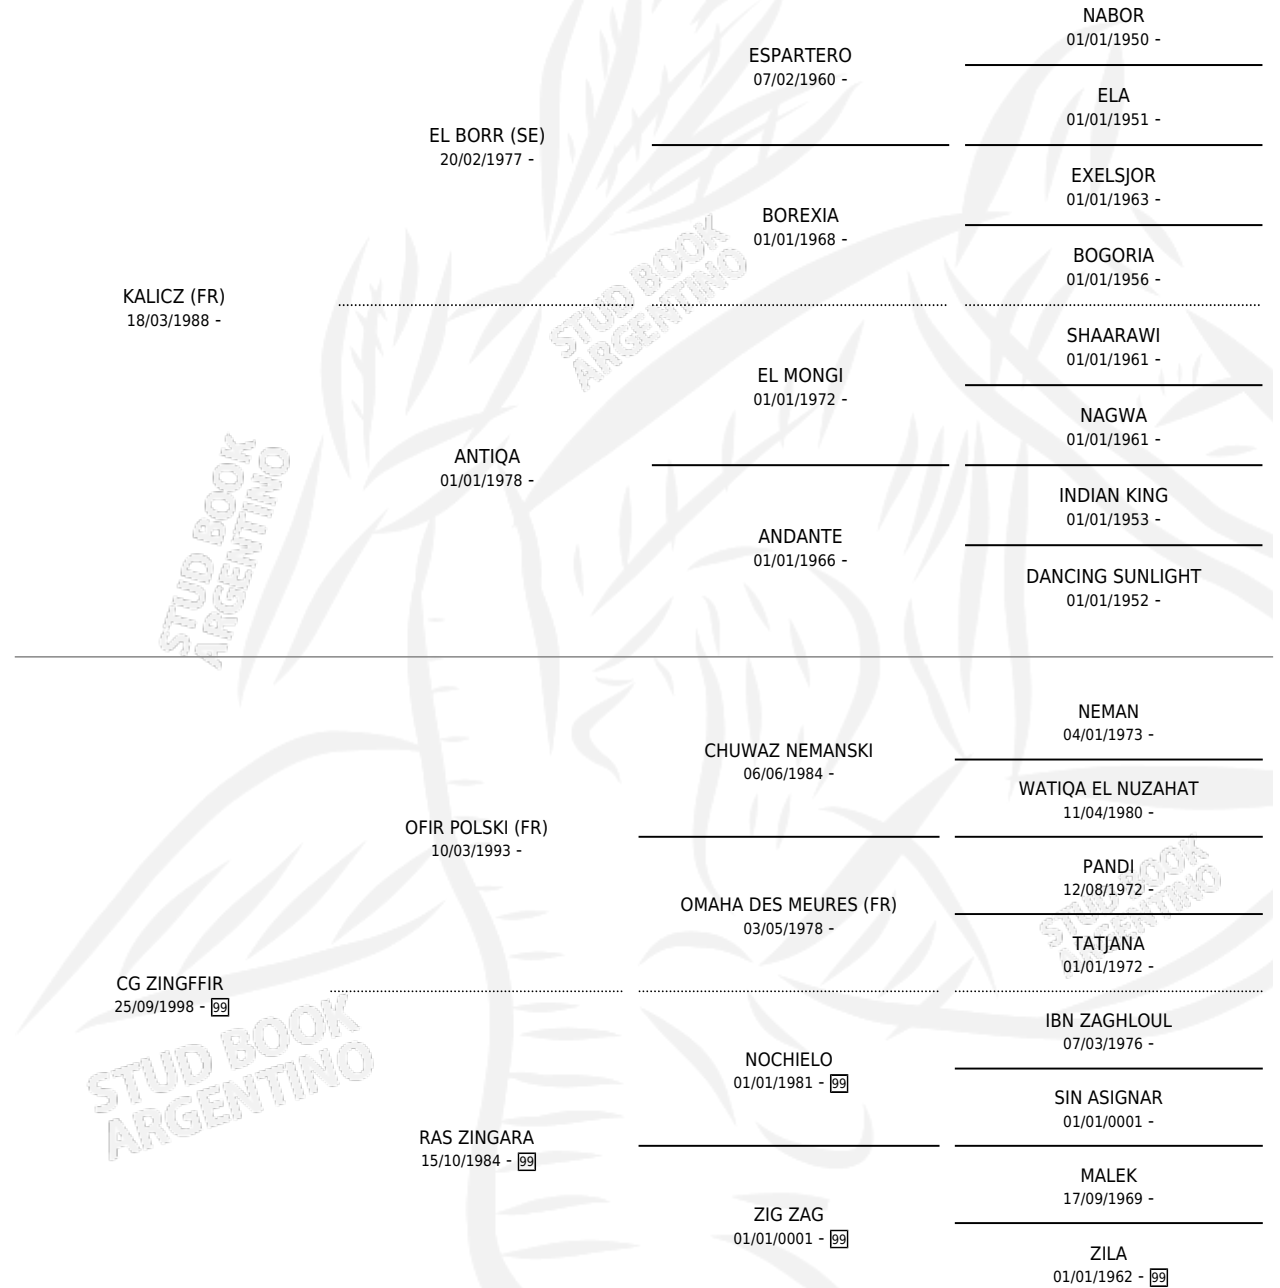 NABOR
01/01/1950 -
ESPARTERO
07/02/1960 -
ELA
01/01/1951 -
EL BORR (SE)
20/02/1977 -
EXELSJOR
01/01/1963 -
BOREXIA
01/01/1968 -
BOGORIA
01/01/1956 -
KALICZ (FR)
18/03/1988 -
SHAARAWI
01/01/1961 -
EL MONGI
01/01/1972 -
NAGWA
01/01/1961 -
ANTIQA
01/01/1978 -
INDIAN KING
01/01/1953 -
ANDANTE
01/01/1966 -
DANCING SUNLIGHT
01/01/1952 -
NEMAN
04/01/1973 -
CHUWAZ NEMANSKI
06/06/1984 -
WATIQA EL NUZAHAT
11/04/1980 -
OFIR POLSKI (FR)
10/03/1993 -
PANDI
12/08/1972 -
OMAHA DES MEURES (FR)
03/05/1978 -
TATJANA
01/01/1972 -
CG ZINGFFIR
25/09/1998 - 99
IBN ZAGHLOUL
07/03/1976 -
NOCHIELO
01/01/1981 - 99
SIN ASIGNAR
01/01/0001 -
RAS ZINGARA
15/10/1984 - 99
MALEK
17/09/1969 -
ZIG ZAG
01/01/0001 - 99
ZILA
01/01/1962 - 99
STUD BOOK
ARGENTINO
STUD BOOK
ARGENTINO
STUD BOOK
ARGENTINO
STUD BOOK
ARGENTINO